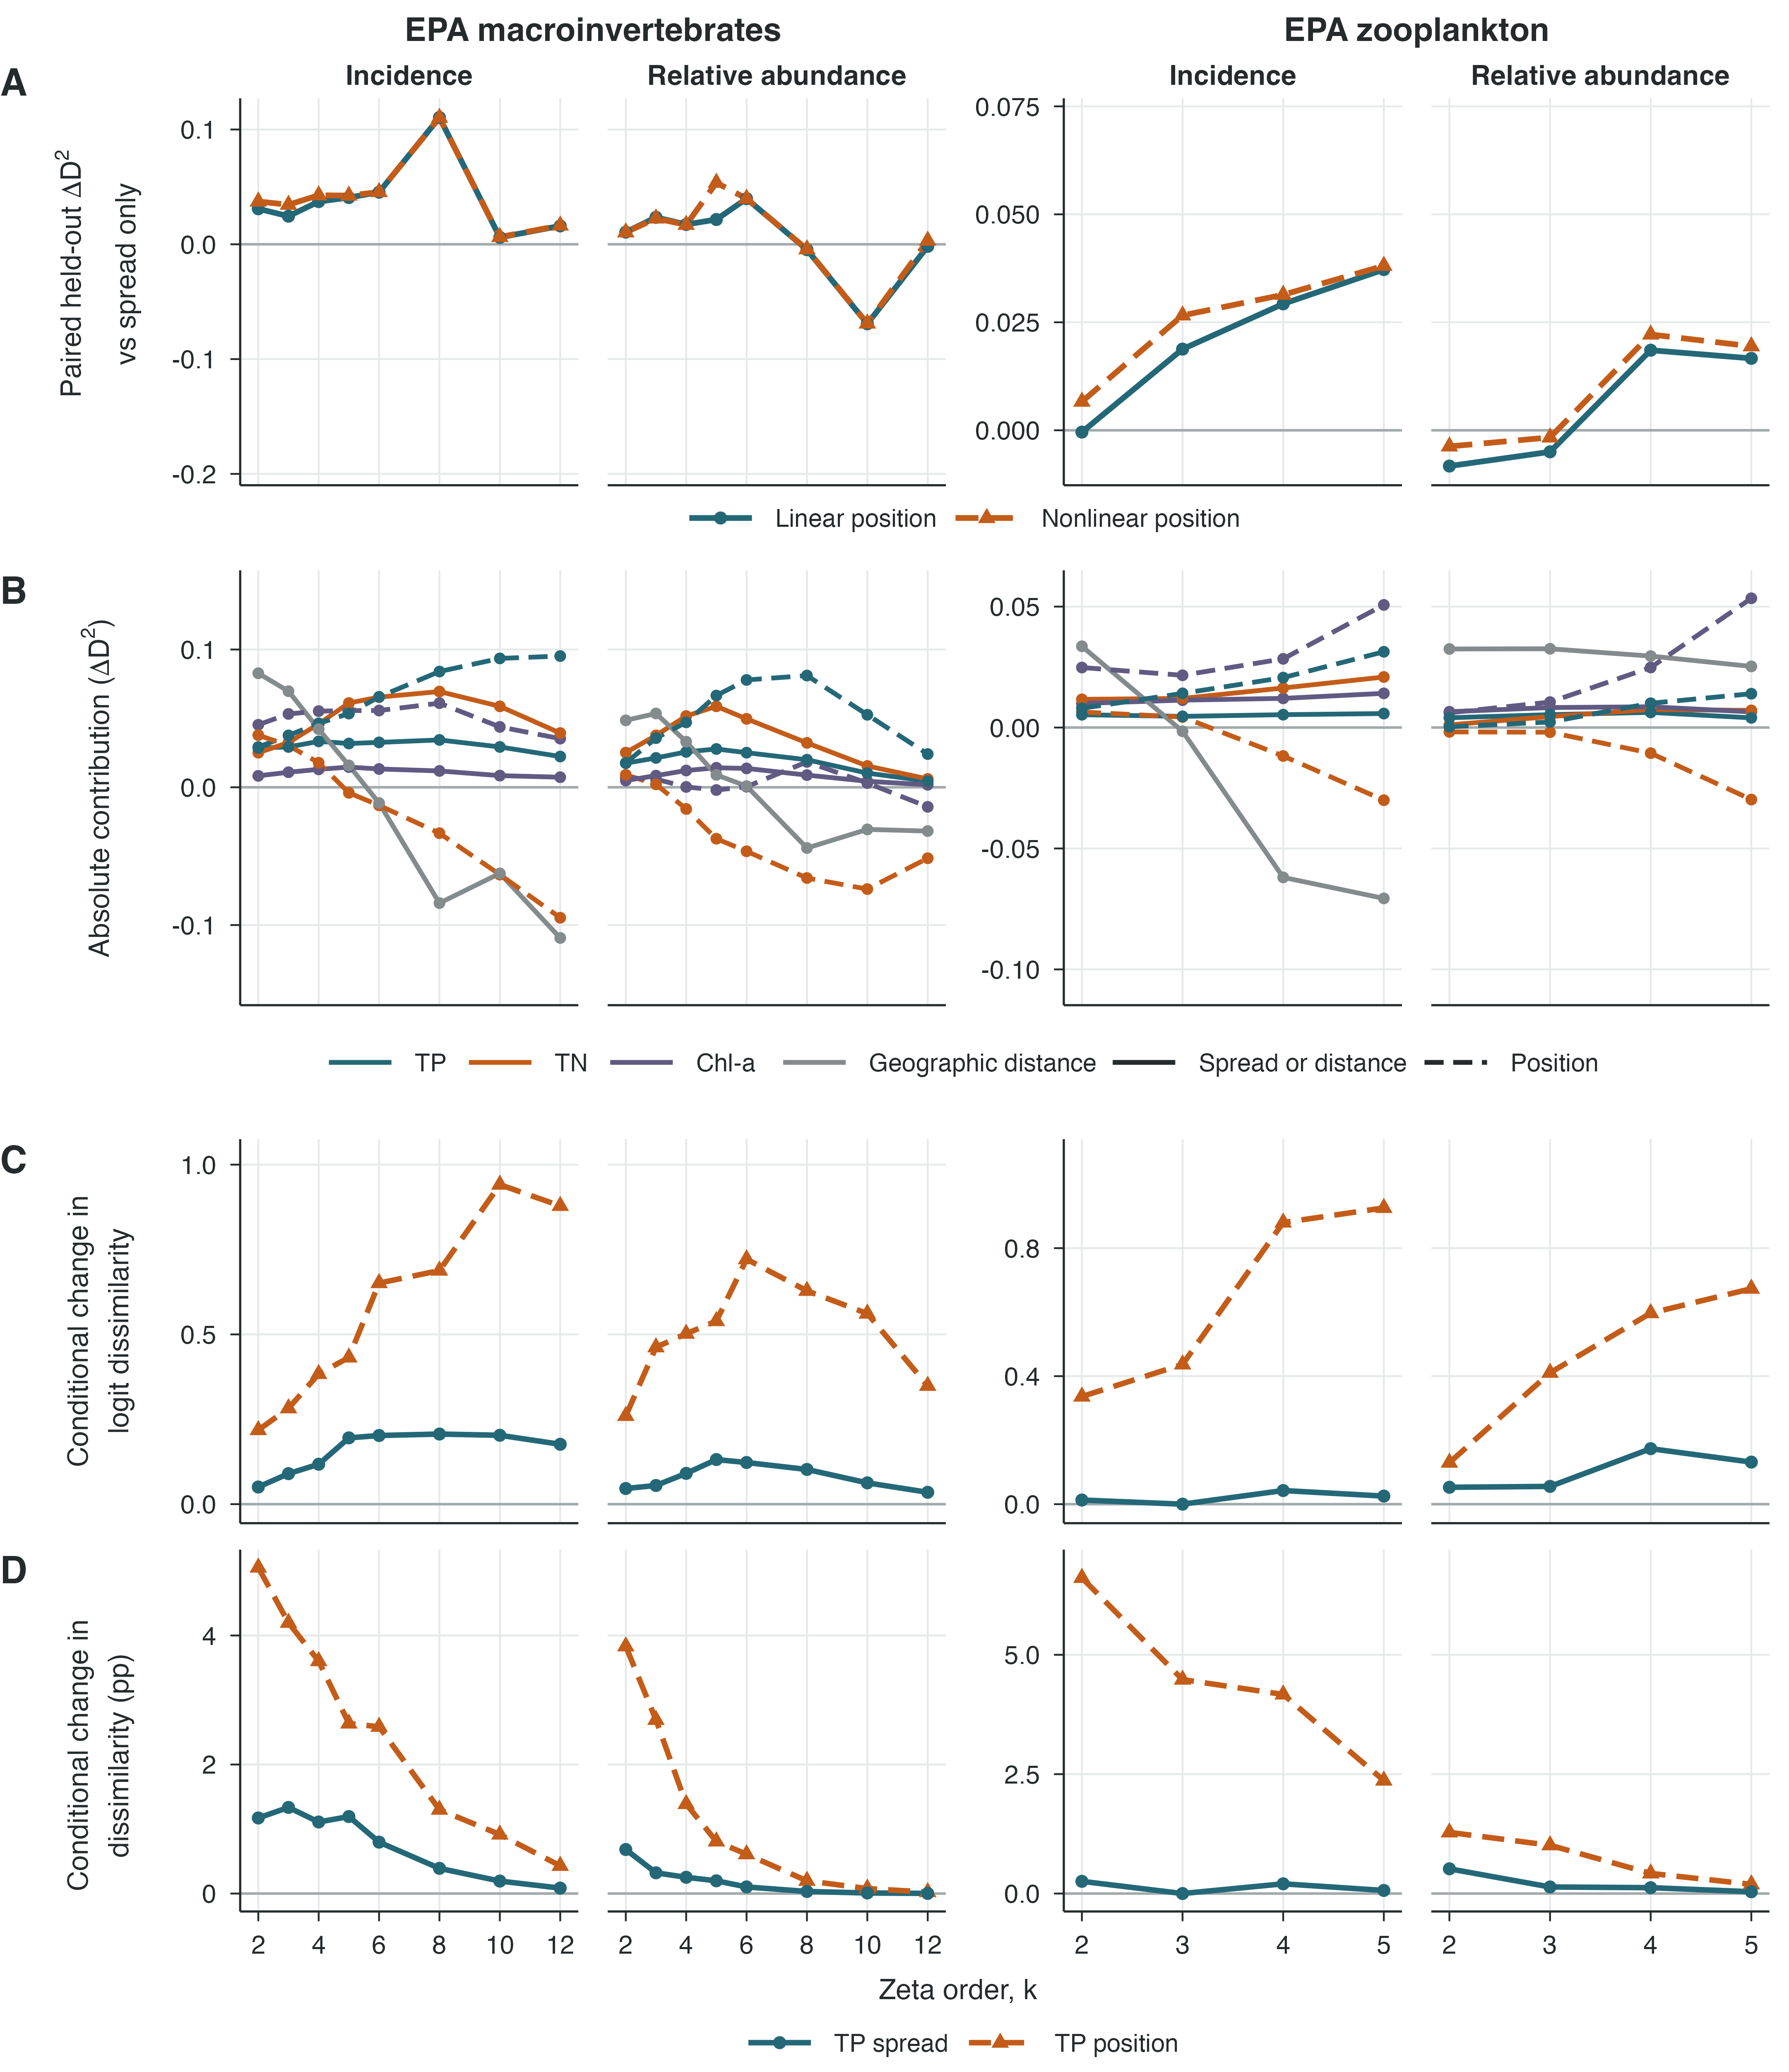 EPA macroinvertebrates EPA zooplankton
A Incidence Relative abundance Incidence Relative abundance
Paired held-out ΔD²
vs spread only
0.1
0.0
-0.1
-0.2
0.075
0.050
0.025
0.000
Linear position Nonlinear position
B
Absolute contribution (ΔD²)
0.1
0.0
-0.1
0.05
0.00
-0.05
-0.10
TP TN Chl-a Geographic distance Spread or distance Position
C
Conditional change in
logit dissimilarity
1.0
0.5
0.0
0.8
0.4
0.0
D
Conditional change in
dissimilarity (pp)
4
2
0
5.0
2.5
0.0
2 4 6 8 10 12 2 4 6 8 10 12 2 3 4 5 2 3 4 5
Zeta order, k
TP spread TP position